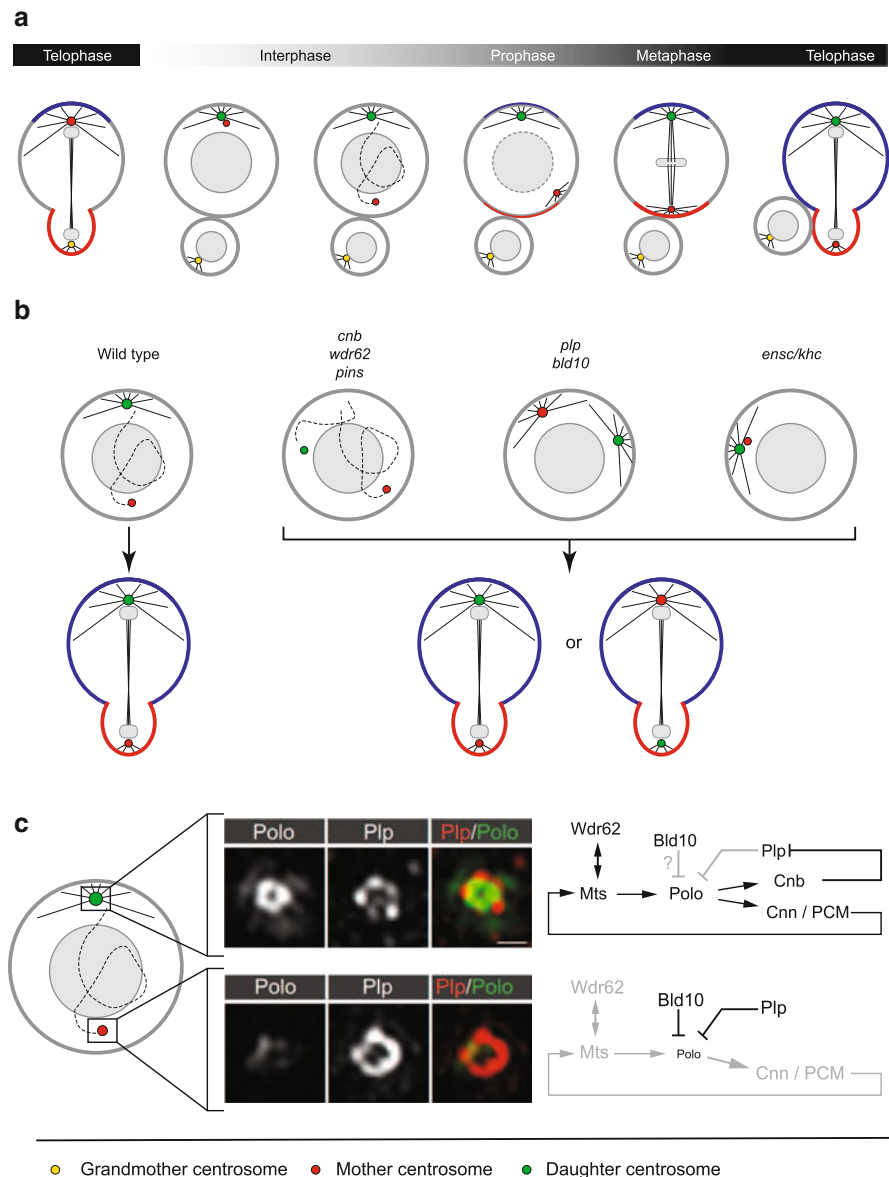 a
Telophase Interphase Prophase Metaphase Telophase
b
Wild type
cnb
wdr62
pins
plp
bld10
ensc/khc
or
c
Polo Plp Plp/Polo
Wdr62
Bld10
?
Plp
Mts
Polo
Cnb
Cnn / PCM
Polo Plp Plp/Polo
Wdr62
Bld10
Plp
Mts
Polo
Cnn / PCM
Grandmother centrosome Mother centrosome Daughter centrosome